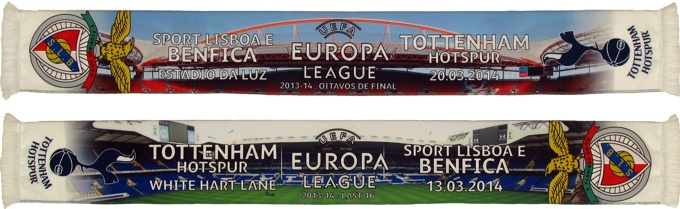 SPORT LISBOA E
BENFICA
ESTADIO DA LUZ
UEFA
EUROPA
LEAGUE
2013-14 OITAVOS DE FINAL
TOTTENHAM
HOTSPUR
20.03.2014
TOTTENHAM
HOTSPUR
TOTTENHAM
HOTSPUR
TOTTENHAM
HOTSPUR
WHITE HART LANE
UEFA
EUROPA
LEAGUE
2013-14 - LAST-16
SPORT LISBOA E
BENFICA
13.03.2014